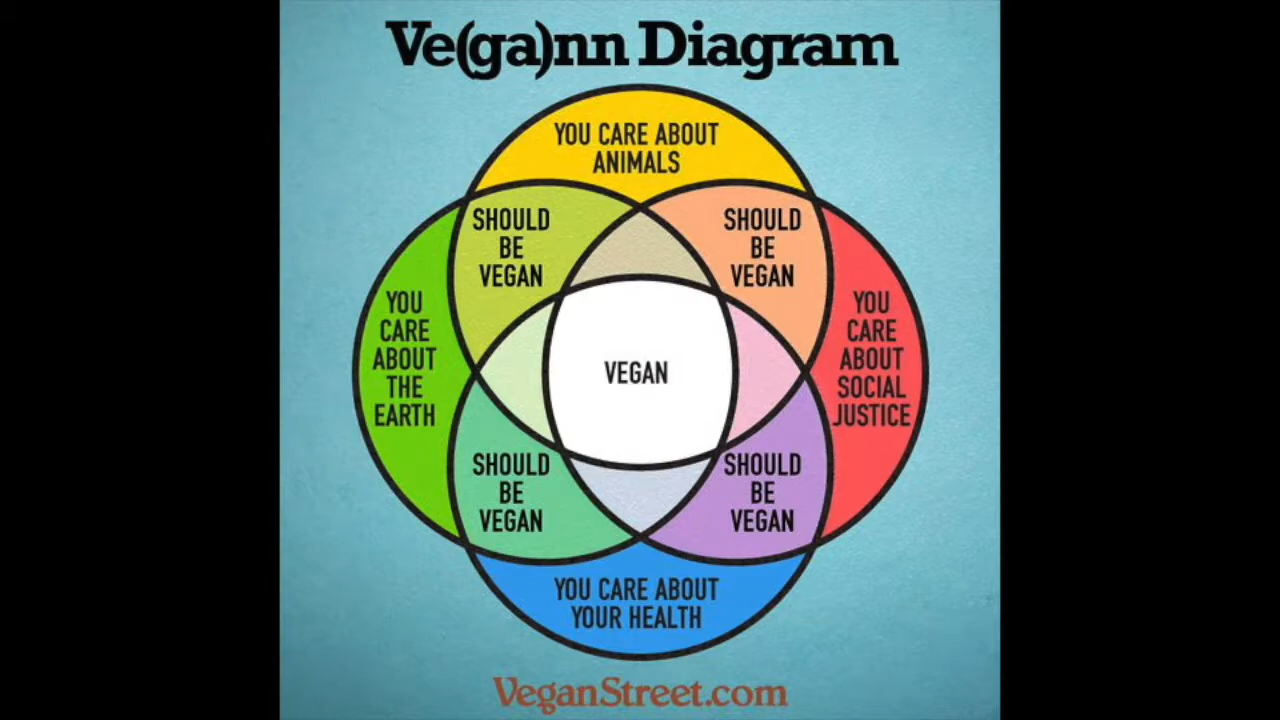 Ve(ga)nn Diagram
YOU CARE ABOUT
ANIMALS
SHOULD
BE
VEGAN
SHOULD
BE
VEGAN
YOU
CARE
ABOUT
THE
EARTH
VEGAN
YOU
CARE
ABOUT
SOCIAL
JUSTICE
SHOULD
BE
VEGAN
SHOULD
BE
VEGAN
YOU CARE ABOUT
YOUR HEALTH
VeganStreet.com